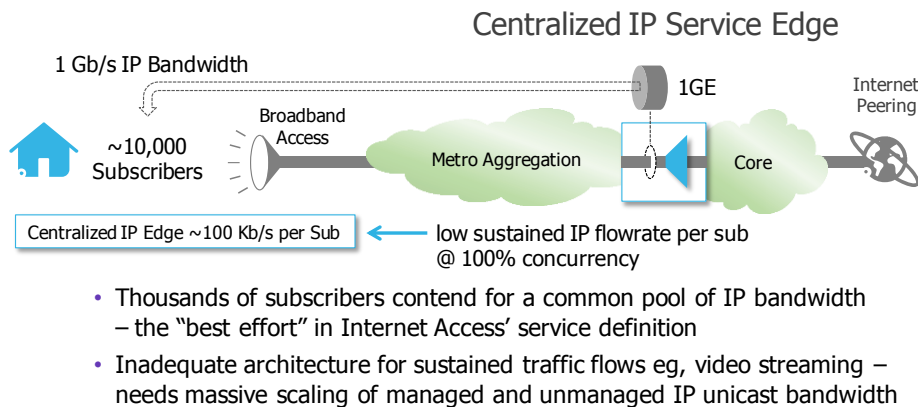 Centralized IP Service Edge
1 Gb/s IP Bandwidth
1GE
Internet
Peering
~10,000
Subscribers
Broadband
Access
Metro Aggregation
Core
Centralized IP Edge ~100 Kb/s per Sub
low sustained IP flowrate per sub
@ 100% concurrency
• Thousands of subscribers contend for a common pool of IP bandwidth
– the “best effort” in Internet Access’ service definition
• Inadequate architecture for sustained traffic flows eg, video streaming –
needs massive scaling of managed and unmanaged IP unicast bandwidth